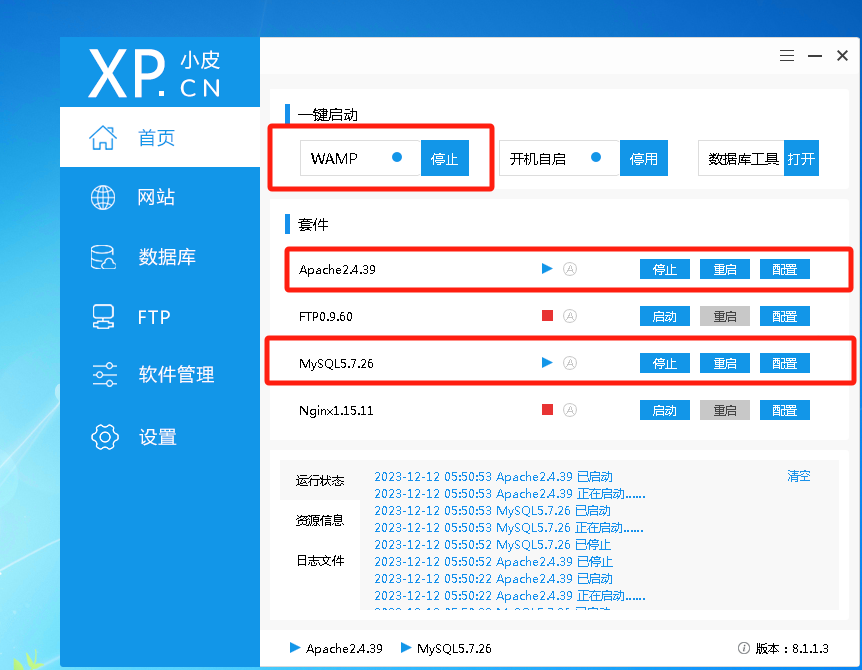 XP.小皮
CN
首页
网站
数据库
FTP
软件管理
设置
一键启动
WAMP 停止 开机自启 停用 数据库工具 打开
套件
Apache2.4.39 停止 重启 配置
FTP0.9.60 启动 重启 配置
MySQL5.7.26 停止 重启 配置
Nginx1.15.11 启动 重启 配置
运行状态
资源信息
日志文件
清空
2023-12-12 05:50:53 Apache2.4.39 已启动
2023-12-12 05:50:53 Apache2.4.39 正在启动......
2023-12-12 05:50:53 MySQL5.7.26 已启动
2023-12-12 05:50:53 MySQL5.7.26 正在启动......
2023-12-12 05:50:52 MySQL5.7.26 已停止
2023-12-12 05:50:52 Apache2.4.39 已停止
2023-12-12 05:50:22 Apache2.4.39 已启动
2023-12-12 05:50:22 Apache2.4.39 正在启动......
Apache2.4.39 MySQL5.7.26 版本：8.1.1.3